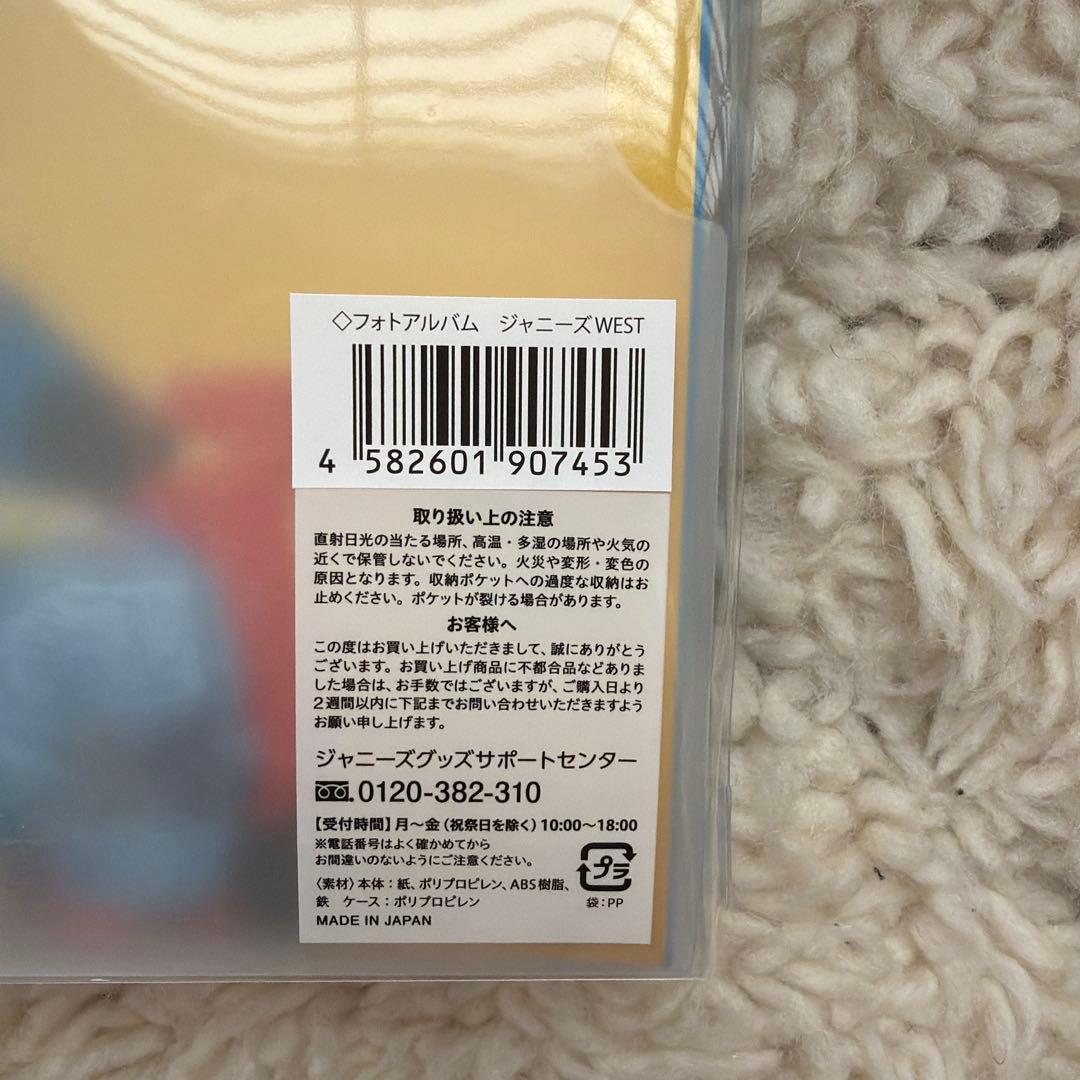 ◇フォトアルバム　ジャニーズWEST
4 582601 907453
取り扱い上の注意
直射日光の当たる場所、高温・多湿の場所や火気の
近くで保管しないでください。火災や変形・変色の
原因となります。収納ポケットへの過度な収納はお
止めください。ポケットが裂ける場合があります。
お客様へ
この度はお買い上げいただきまして、誠にありがとう
ございます。お買い上げ商品に不都合品などありま
した場合は、お手数ではございますが、ご購入日より
2週間以内に下記までお問い合わせいただきますよう
お願い申し上げます。
ジャニーズグッズサポートセンター
0120-382-310
【受付時間】月～金（祝祭日を除く）10:00～18:00
※電話番号はよく確かめてから
お間違いのないようにご注意ください。
〈素材〉本体：紙、ポリプロピレン、ABS樹脂、
鉄　ケース：ポリプロピレン
MADE IN JAPAN
プラ
袋：PP